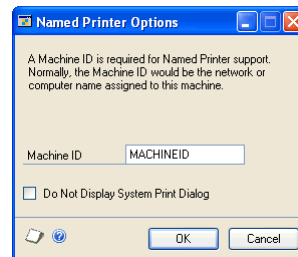 Named Printer Options
A Machine ID is required for Named Printer support.
Normally, the Machine ID would be the network or
computer name assigned to this machine.
Machine ID MACHINEID
Do Not Display System Print Dialog
OK Cancel